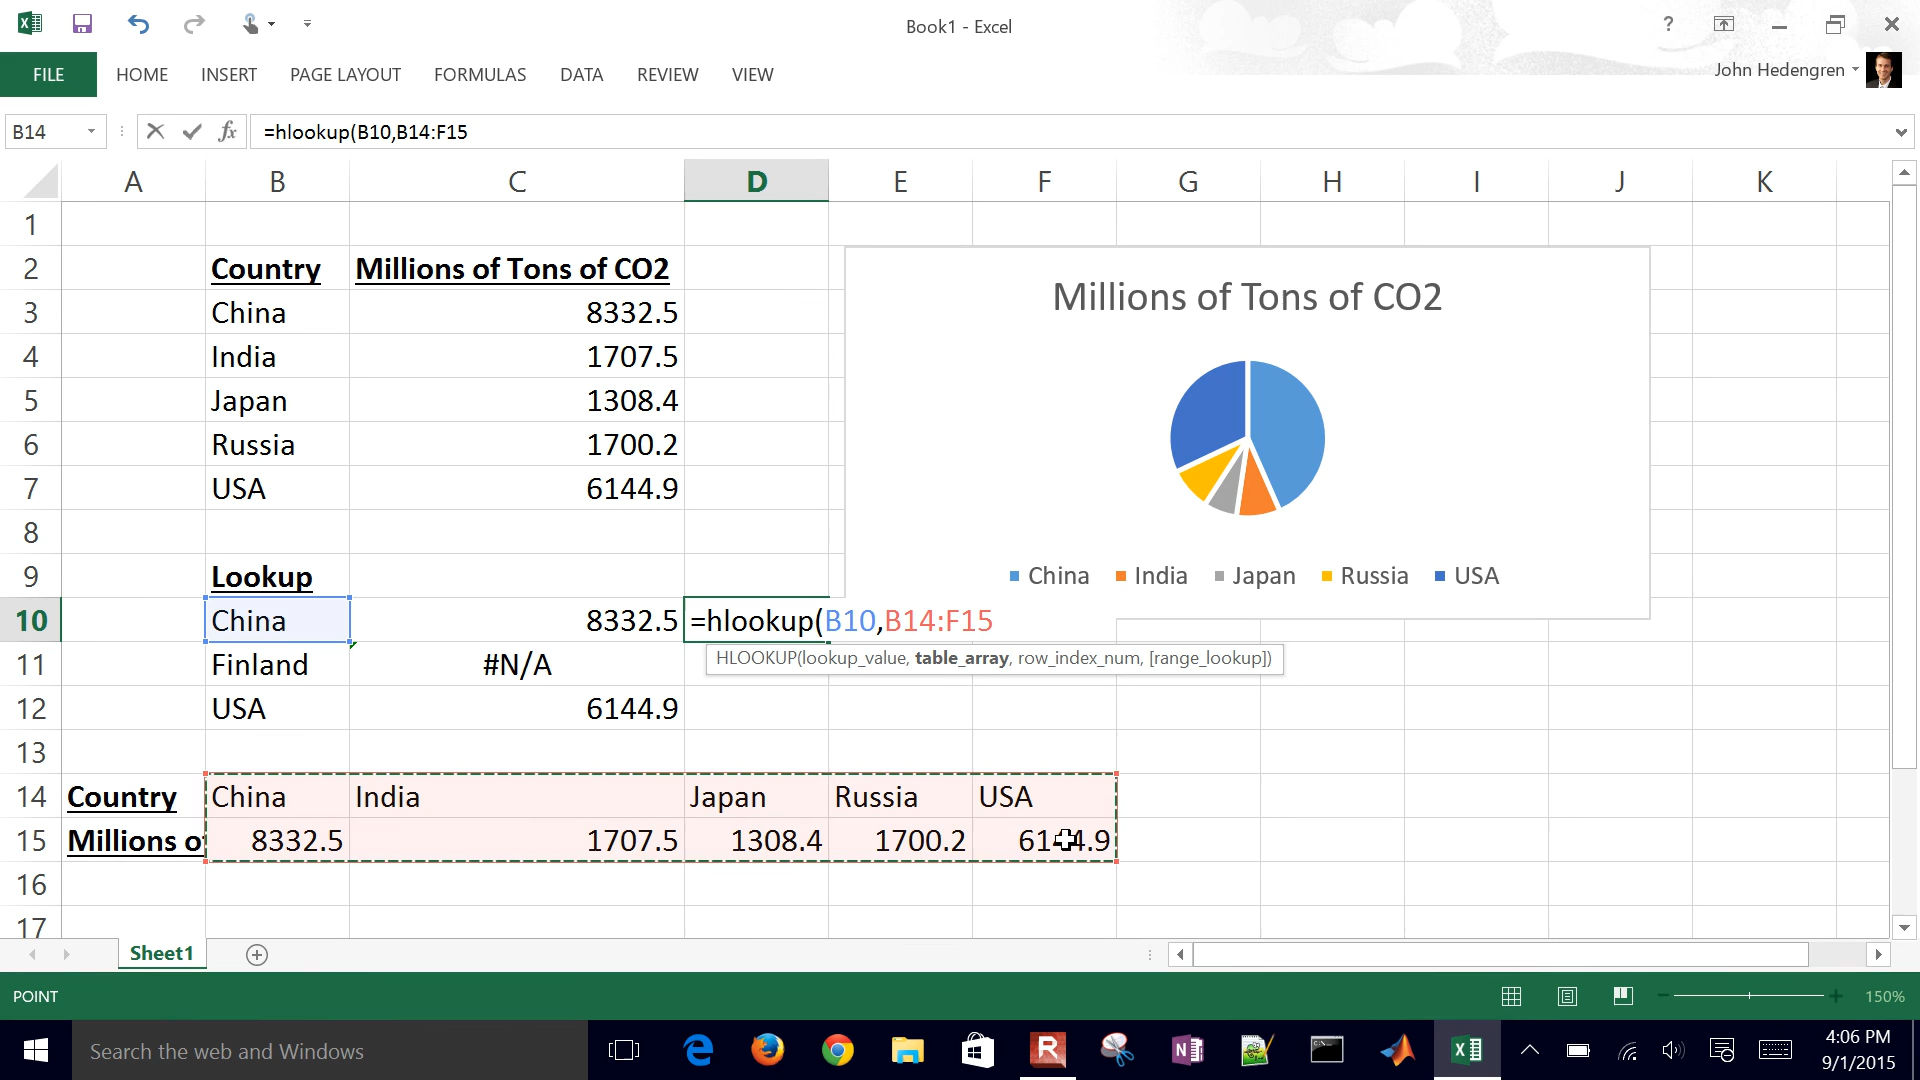 Book1 - Excel
?
FILE HOME INSERT PAGE LAYOUT FORMULAS DATA REVIEW VIEW
John Hedengren
B14 fx =hlookup(B10,B14:F15
A B C D E F G H I J K
1
2 Country Millions of Tons of CO2
3 China 8332.5
4 India 1707.5
5 Japan 1308.4
6 Russia 1700.2
7 USA 6144.9
8
Millions of Tons of CO2
China India Japan Russia USA
9 Lookup
10 China 8332.5 =hlookup(B10,B14:F15
HLOOKUP(lookup_value, table_array, row_index_num, [range_lookup])
11 Finland #N/A
12 USA 6144.9
13
14 Country China India Japan Russia USA
15 Millions of 8332.5 1707.5 1308.4 1700.2 6144.9
16
17
Sheet1
POINT
150%
Search the web and Windows
4:06 PM
9/1/2015